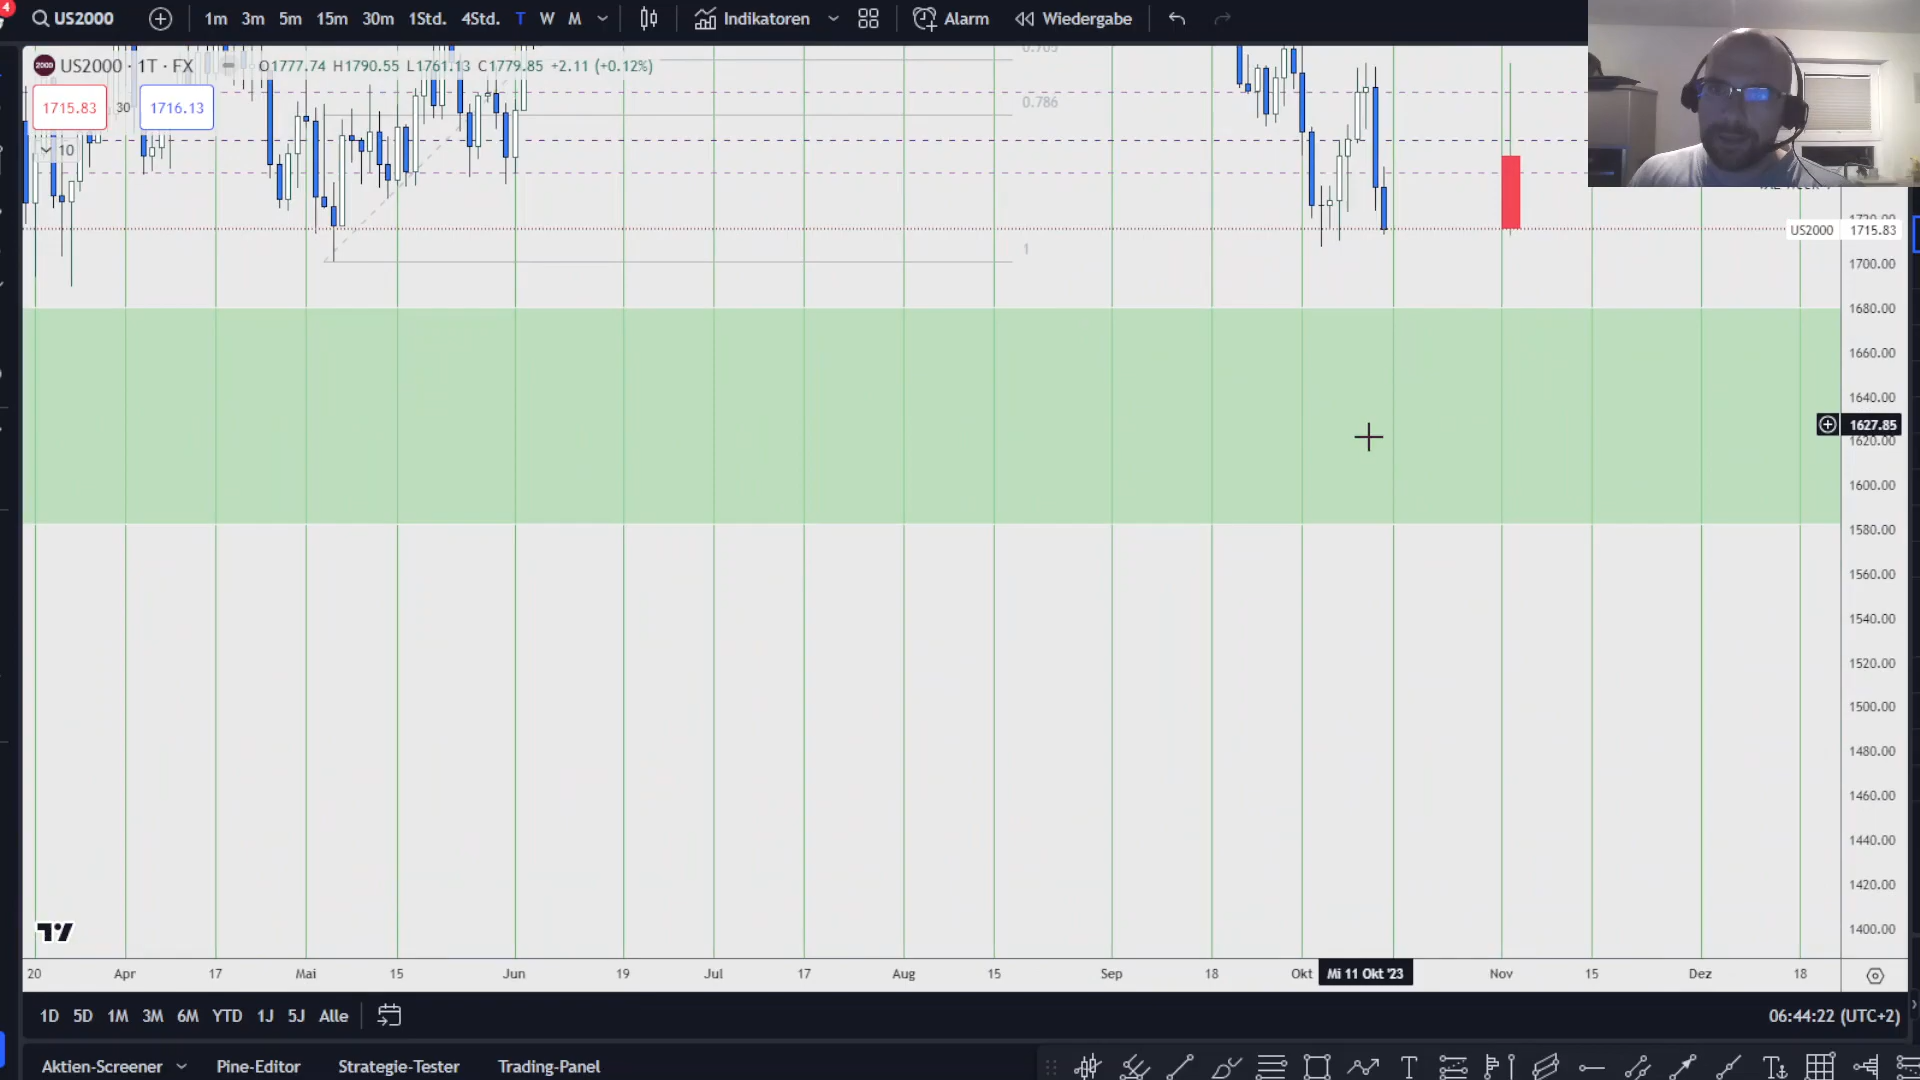 4
US2000
1m 3m 5m 15m 30m 1Std. 4Std. T W M
Indikatoren
Alarm
Wiedergabe
2000 US2000 · 1T · FX
O1777.74 H1790.55 L1761.13 C1779.85 +2.11 (+0.12%)
1715.83 30 1716.13
10
0.786
1
US2000 1715.83
1700.00
1680.00
1660.00
1640.00
1627.85
1620.00
1600.00
1580.00
1560.00
1540.00
1520.00
1500.00
1480.00
1460.00
1440.00
1420.00
1400.00
20 Apr 17 Mai 15 Jun 19 Jul 17 Aug 15 Sep 18 Okt Mi 11 Okt '23 Nov 15 Dez 18
1D 5D 1M 3M 6M YTD 1J 5J Alle
06:44:22 (UTC+2)
Aktien-Screener Pine-Editor Strategie-Tester Trading-Panel